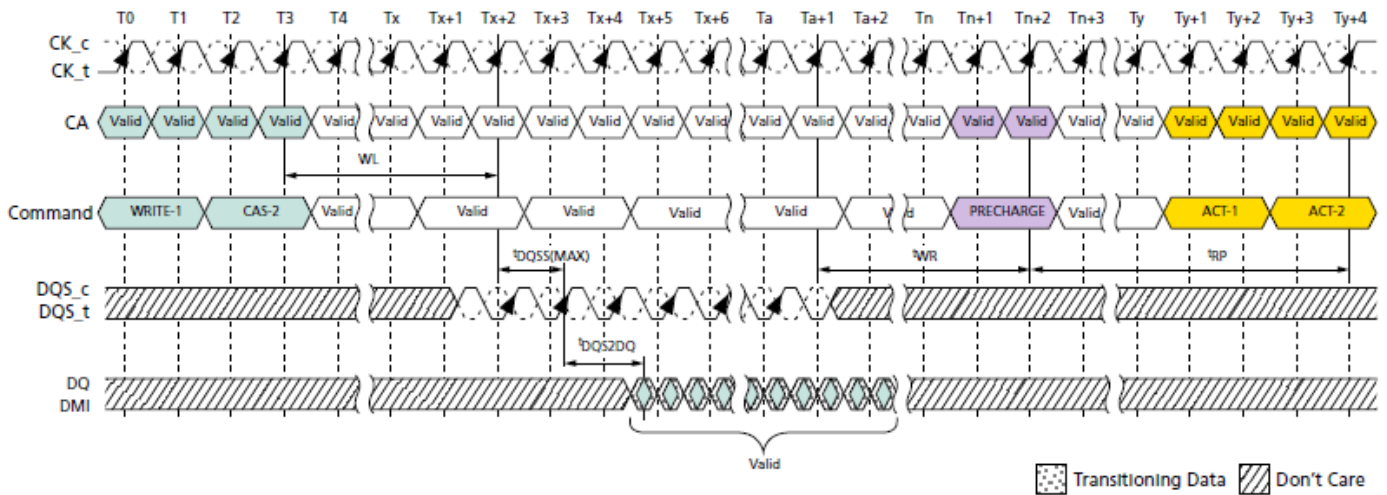 T0 T1 T2 T3 T4 Tx Tx+1 Tx+2 Tx+3 Tx+4 Tx+5 Tx+6 Ta Ta+1 Ta+2 Tn Tn+1 Tn+2 Tn+3 Ty Ty+1 Ty+2 Ty+3 Ty+4
CK_c
CK_t
CA Valid Valid Valid Valid Valid Valid Valid Valid Valid Valid Valid Valid Valid Valid Valid Valid Valid Valid Valid Valid Valid Valid Valid Valid
WL
Command WRITE-1 CAS-2 Valid Valid Valid Valid Valid PRECHARGE Valid ACT-1 ACT-2
tDQSS(MAX) tWR tRP
DQS_c
DQS_t
tDQS2DQ
DQ
DMI
Valid
Transitioning Data Don't Care